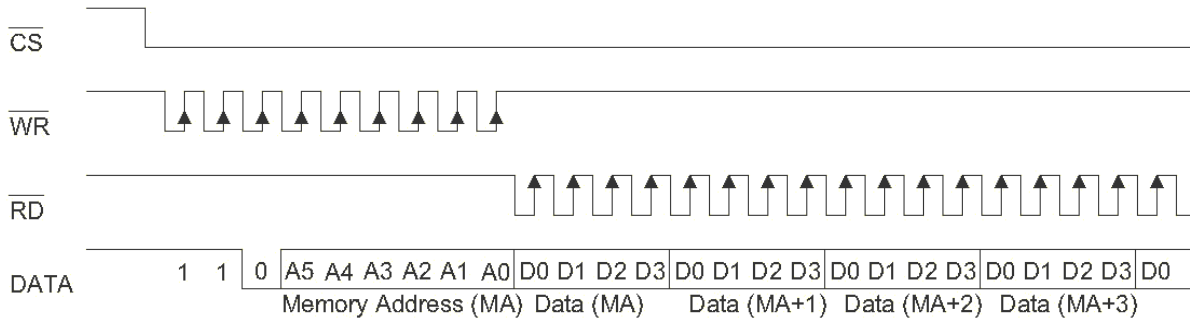 CS
WR
RD
DATA 1 1 0 A5 A4 A3 A2 A1 A0 D0 D1 D2 D3 D0 D1 D2 D3 D0 D1 D2 D3 D0 D1 D2 D3 D0
Memory Address (MA) Data (MA) Data (MA+1) Data (MA+2) Data (MA+3)